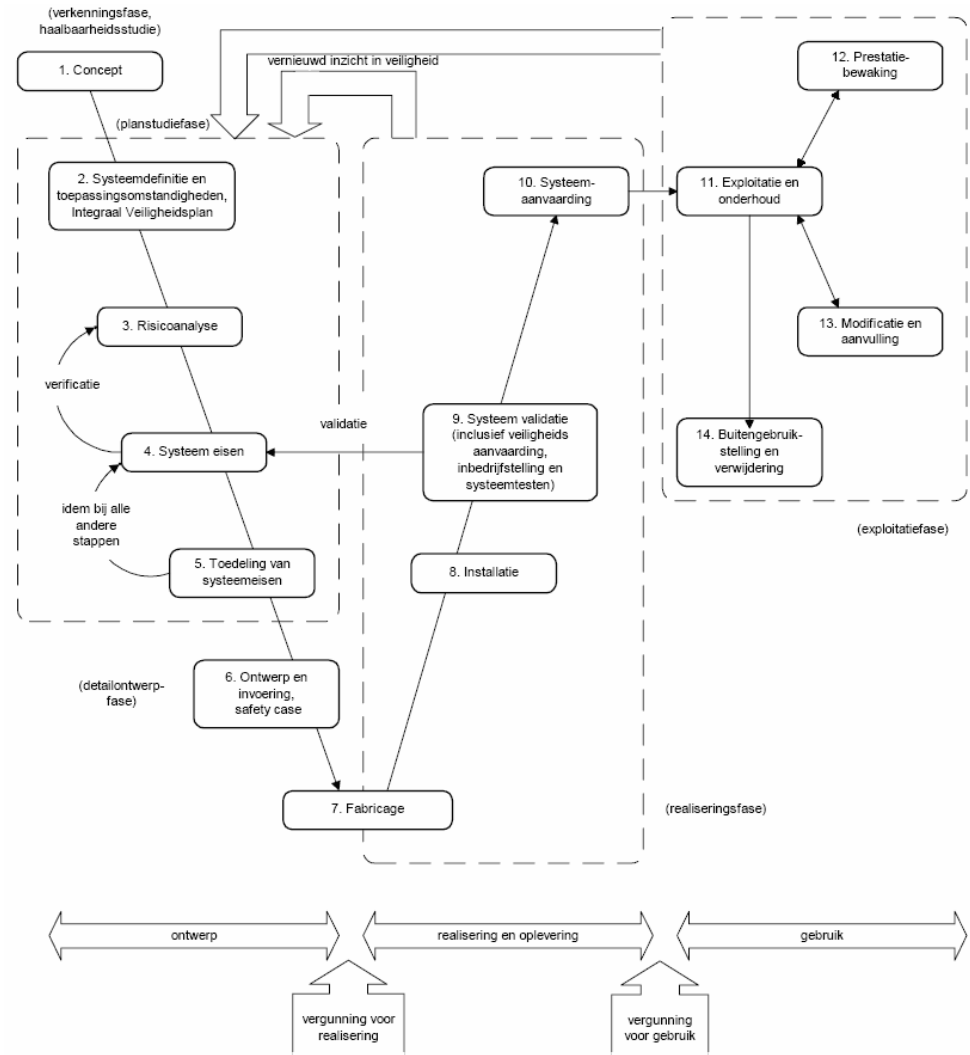 (verkenningsfase,
haalbaarheidsstudie)
1. Concept
vernieuwd inzicht in veiligheid
12. Prestatie-
bewaking
(planstudiefase)
2. Systeemdefinitie en
toepassingsomstandigheden,
Integraal Veiligheidsplan
10. Systeem-
aanvaarding
11. Exploitatie en
onderhoud
3. Risicoanalyse
13. Modificatie en
aanvulling
verificatie
4. Systeem eisen
validatie
9. Systeem validatie
(inclusief veiligheids
aanvaarding,
inbedrijfstelling en
systeemtesten)
14. Buitengebruik-
stelling en
verwijdering
idem bij alle
andere
stappen
(exploitatiefase)
5. Toedeling van
systeemeisen
8. Installatie
(detailontwerp-
fase)
6. Ontwerp en
invoering,
safety case
7. Fabricage
(realiseringsfase)
ontwerp
realisering en oplevering
gebruik
vergunning voor
realisering
vergunning
voor gebruik